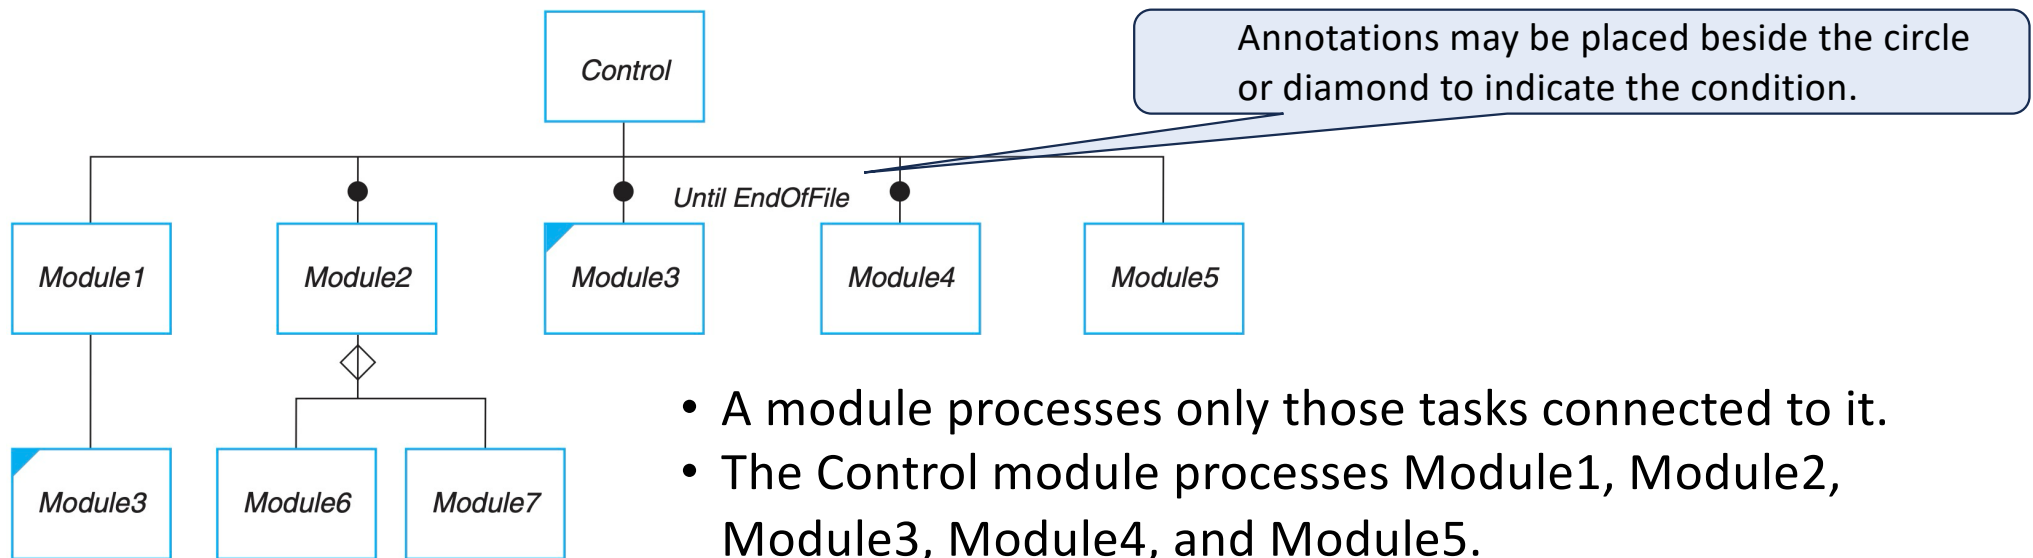 Control
Annotations may be placed beside the circle
or diamond to indicate the condition.
Until EndOfFile
Module1
Module2
Module3
Module4
Module5
• A module processes only those tasks connected to it.
• The Control module processes Module1, Module2,
Module3, Module4, and Module5.
Module3
Module6
Module7